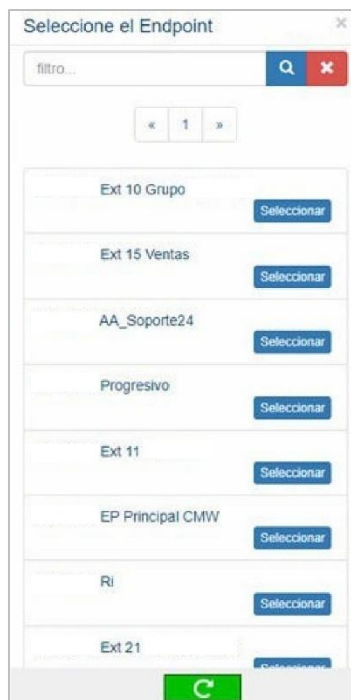 Seleccione el Endpoint ×
filtro...
« 1 »
Ext 10 Grupo
Seleccionar
Ext 15 Ventas
Seleccionar
AA_Soporte24
Seleccionar
Progresivo
Seleccionar
Ext 11
Seleccionar
EP Principal CMW
Seleccionar
Ri
Seleccionar
Ext 21
Seleccionar